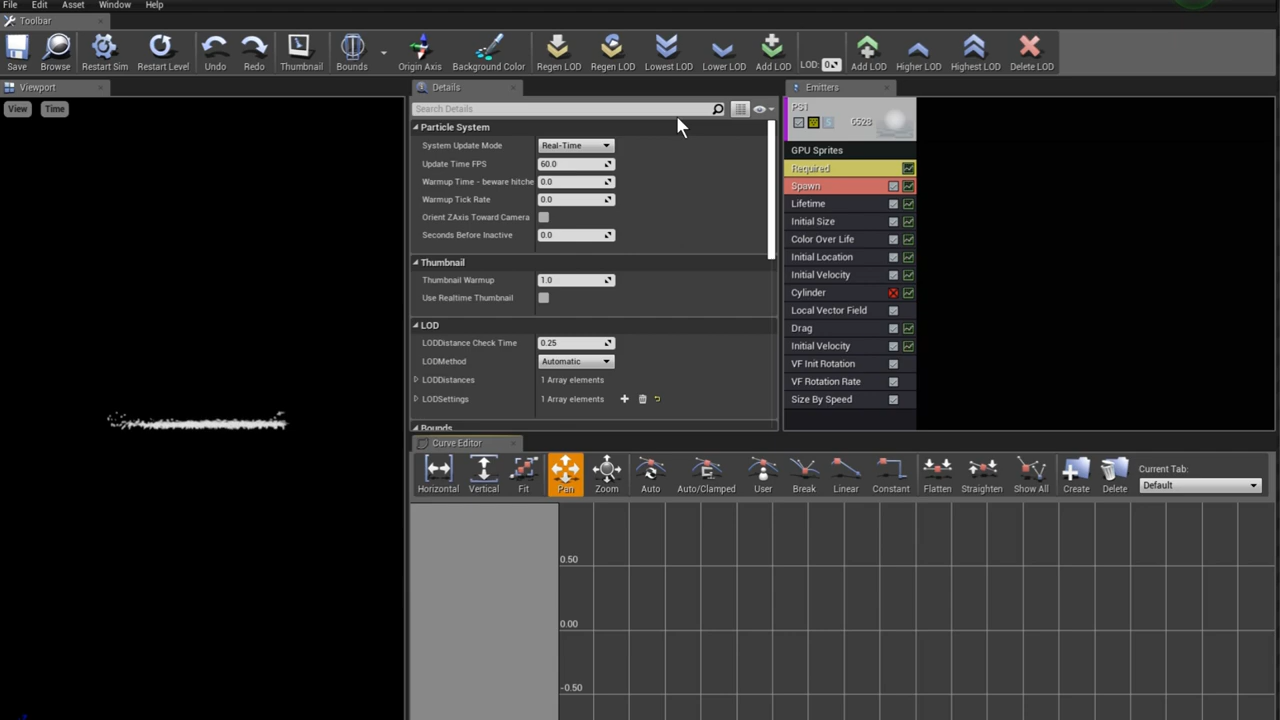 File Edit Asset Window Help
Toolbar
Save Browse Restart Sim Restart Level Undo Redo Thumbnail Bounds Origin Axis Background Color Regen LOD Regen LOD Lowest LOD Lower LOD Add LOD LOD: 0 Add LOD Higher LOD Highest LOD Delete LOD
Viewport
View Time
Details
Search Details
Particle System
System Update Mode Real-Time
Update Time FPS 60.0
Warmup Time - beware hitche 0.0
Warmup Tick Rate 0.0
Orient ZAxis Toward Camera
Seconds Before Inactive 0.0
Thumbnail
Thumbnail Warmup 1.0
Use Realtime Thumbnail
LOD
LODDistance Check Time 0.25
LODMethod Automatic
LODDistances 1 Array elements
LODSettings 1 Array elements
Bounds
Emitters
PS1
S 6528
GPU Sprites
Required
Spawn
Lifetime
Initial Size
Color Over Life
Initial Location
Initial Velocity
Cylinder
Local Vector Field
Drag
Initial Velocity
VF Init Rotation
VF Rotation Rate
Size By Speed
Curve Editor
Horizontal Vertical Fit Pan Zoom Auto Auto/Clamped User Break Linear Constant Flatten Straighten Show All Create Delete
Current Tab:
Default
0.50
0.00
-0.50